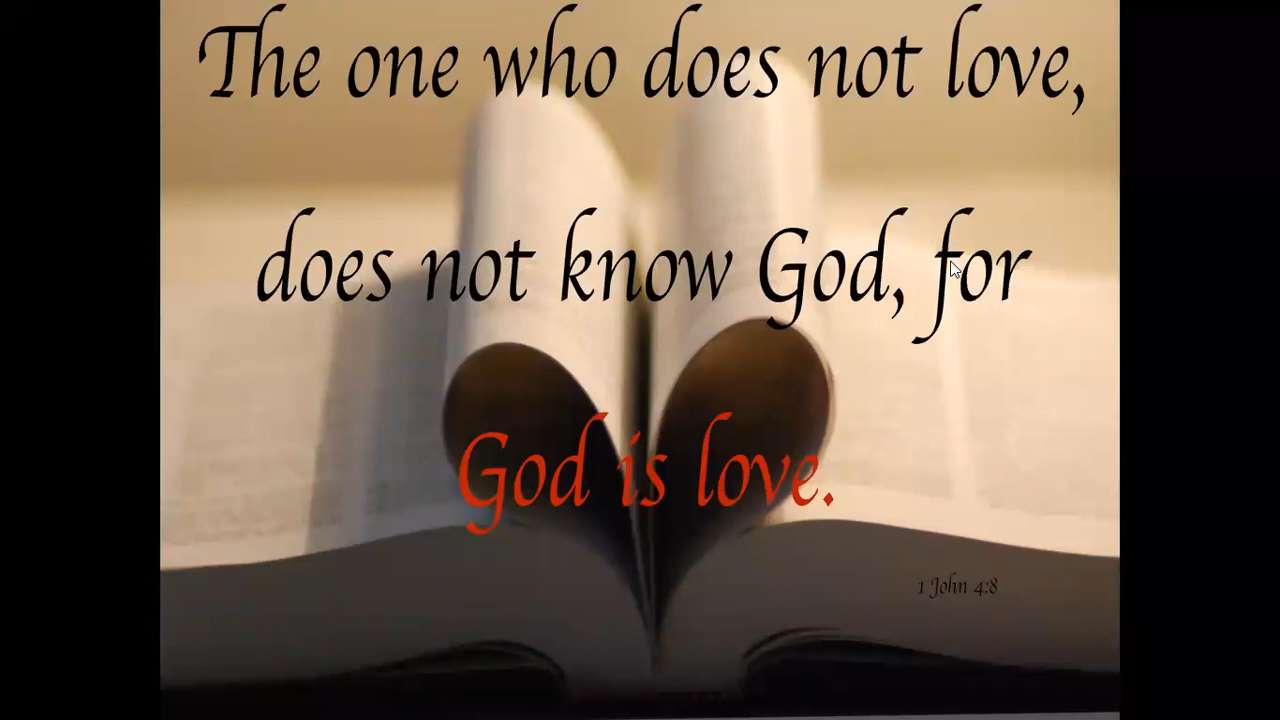 The one who does not love,
does not know God, for
God is love.
1 John 4:8